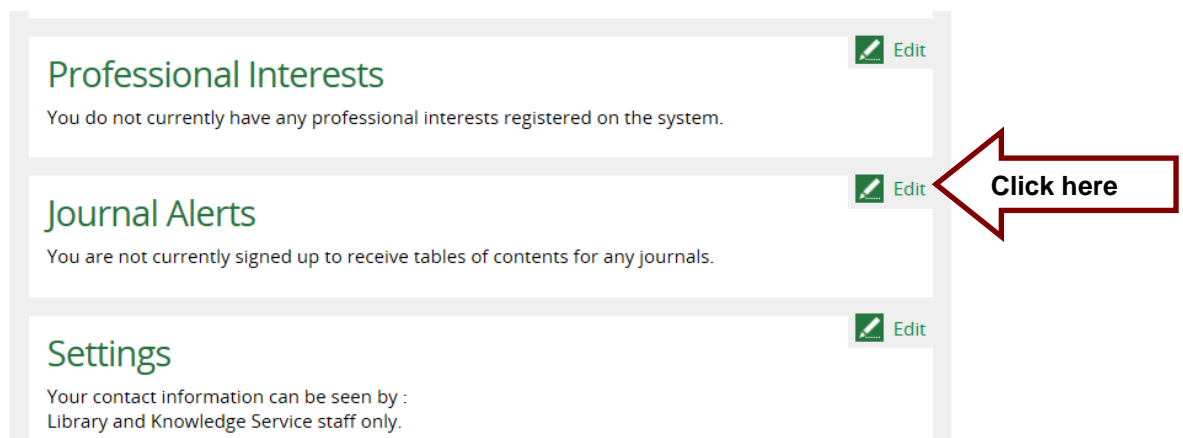 Edit
Professional Interests
You do not currently have any professional interests registered on the system.
Edit
Click here
Journal Alerts
You are not currently signed up to receive tables of contents for any journals.
Edit
Settings
Your contact information can be seen by :
Library and Knowledge Service staff only.